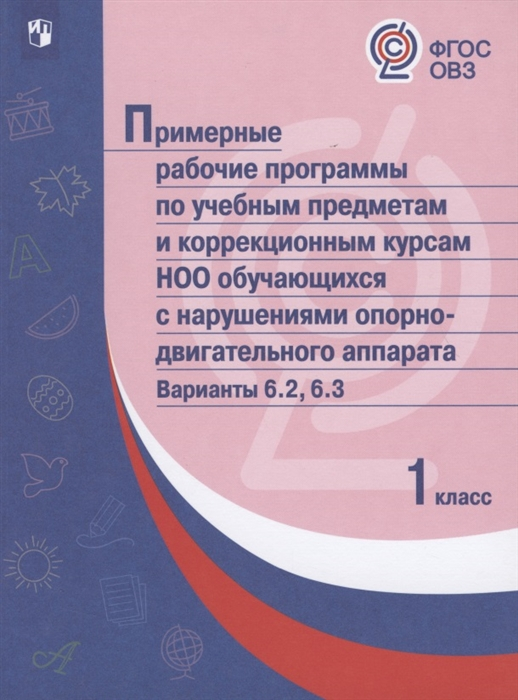 ИП
С
ФГОС
ОВЗ
Примерные
рабочие программы
по учебным предметам
и коррекционным курсам
НОО обучающихся
с нарушениями опорно-
двигательного аппарата
Варианты 6.2, 6.3
1 класс
А
А